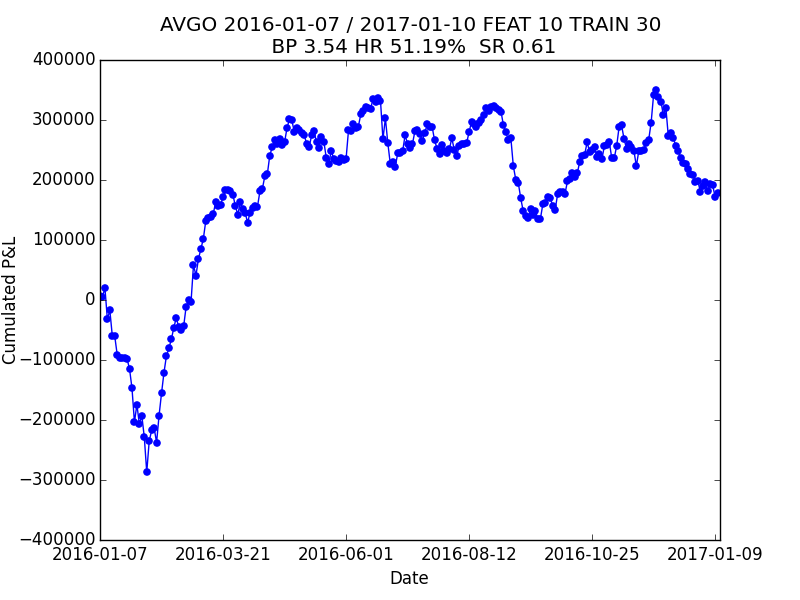 AVGO 2016-01-07 / 2017-01-10 FEAT 10 TRAIN 30
BP 3.54 HR 51.19% SR 0.61
400000
300000
200000
100000
0
−100000
−200000
−300000
−400000
Cumulated P&L
2016-01-07 2016-03-21 2016-06-01 2016-08-12 2016-10-25 2017-01-09
Date